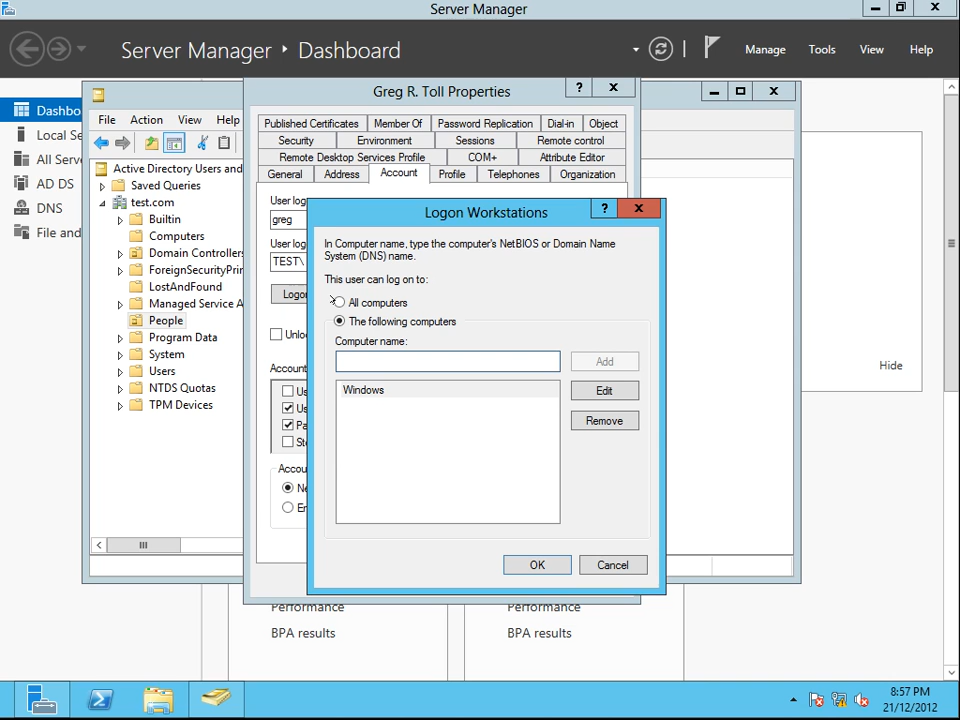 Server Manager
Server Manager ‣ Dashboard
Manage
Tools
View
Help
Dashbo
Local Se
All Serve
AD DS
DNS
File and
File Action View Help
Active Directory Users and
Saved Queries
test.com
Builtin
Computers
Domain Controllers
ForeignSecurityPrin
LostAndFound
Managed Service A
People
Program Data
System
Users
NTDS Quotas
TPM Devices
Greg R. Toll Properties
Published Certificates Member Of Password Replication Dial-in Object
Security Environment Sessions Remote control
Remote Desktop Services Profile COM+ Attribute Editor
General Address Account Profile Telephones Organization
User log
greg
User log
TEST\
Logon
Unloc
Account
Us
Us
Pa
Sto
Accou
Ne
En
Logon Workstations
In Computer name, type the computer's NetBIOS or Domain Name
System (DNS) name.
This user can log on to:
All computers
The following computers
Computer name:
Add
Windows
Edit
Remove
OK Cancel
Hide
Performance
BPA results
Performance
BPA results
8:57 PM
21/12/2012